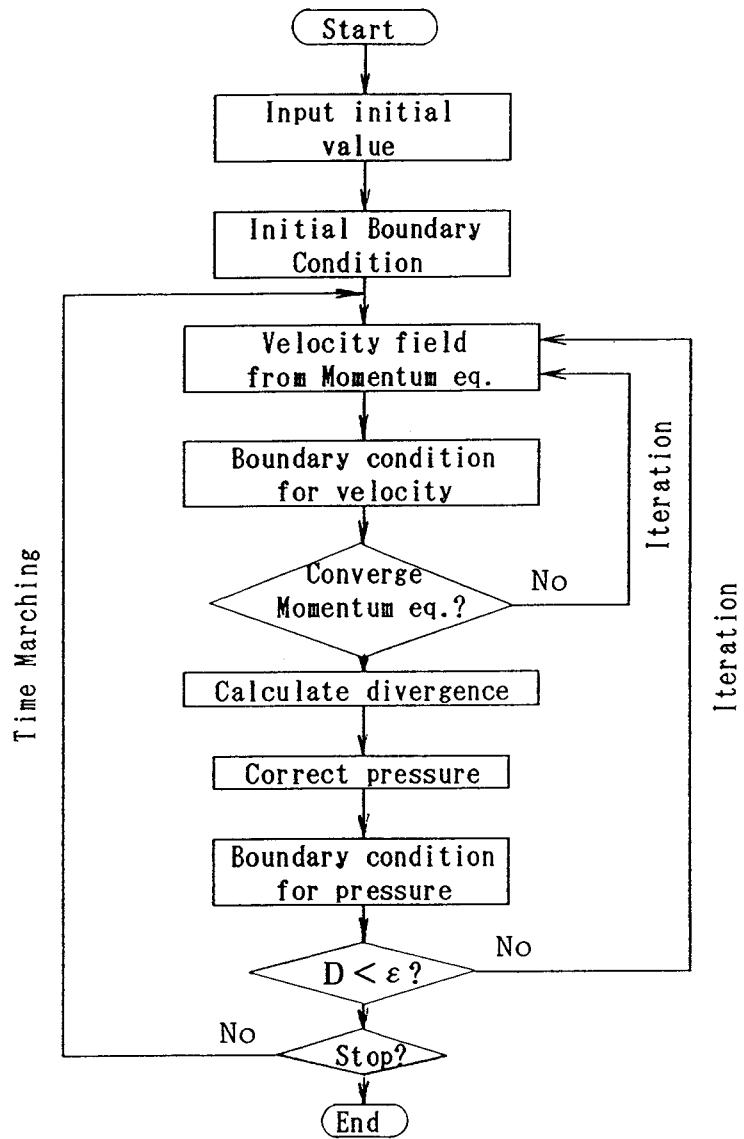 Start
Input initial
value
Initial Boundary
Condition
Velocity field
from Momentum eq.
Boundary condition
for velocity
Converge
Momentum eq.?
No
Iteration
Calculate divergence
Correct pressure
Boundary condition
for pressure
D < ε?
No
Iteration
Stop?
No
Time Marching
End